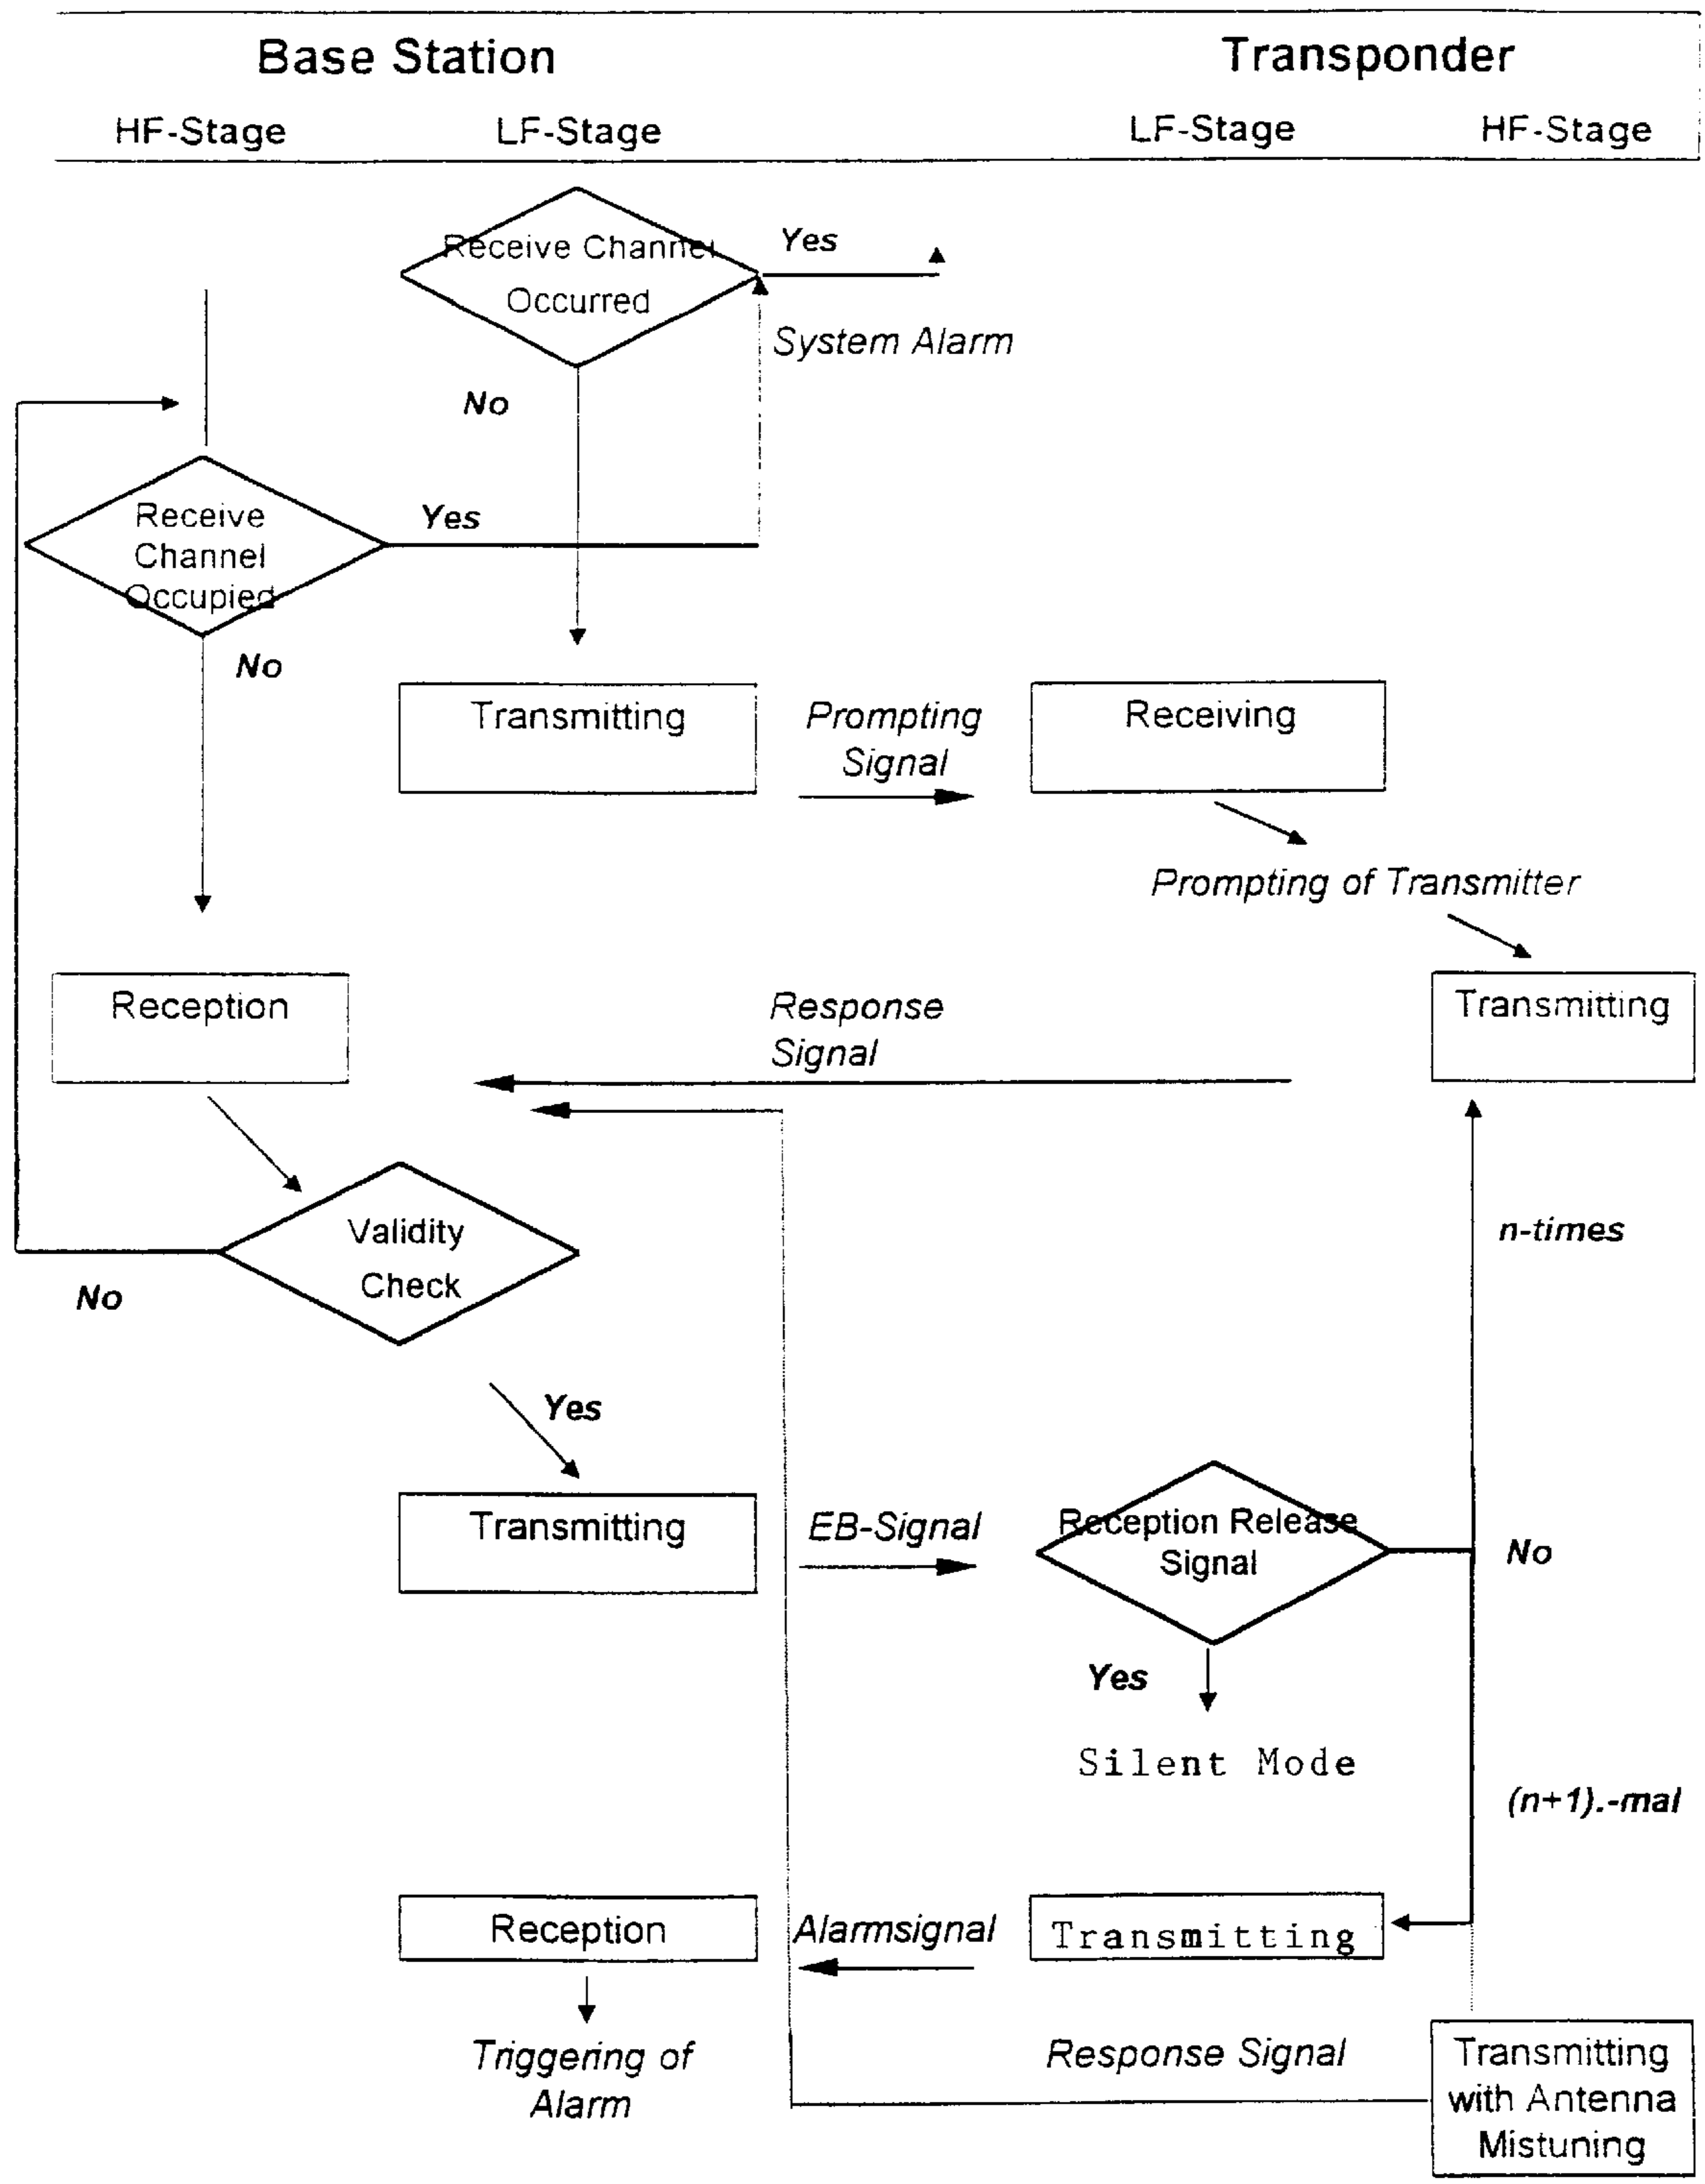 Base Station
Transponder
HF-Stage
LF-Stage
LF-Stage
HF-Stage
Receive Channel
Occurred
Yes
System Alarm
No
Receive
Channel
Occupied
Yes
No
Transmitting
Prompting
Signal
Receiving
Prompting of Transmitter
Reception
Response
Signal
Transmitting
n-times
Validity
Check
No
Yes
Transmitting
EB-Signal
Reception Release
Signal
No
Yes
Silent Mode
(n+1).-mal
Reception
Alarmsignal
Transmitting
Triggering of
Alarm
Response Signal
Transmitting
with Antenna
Mistuning